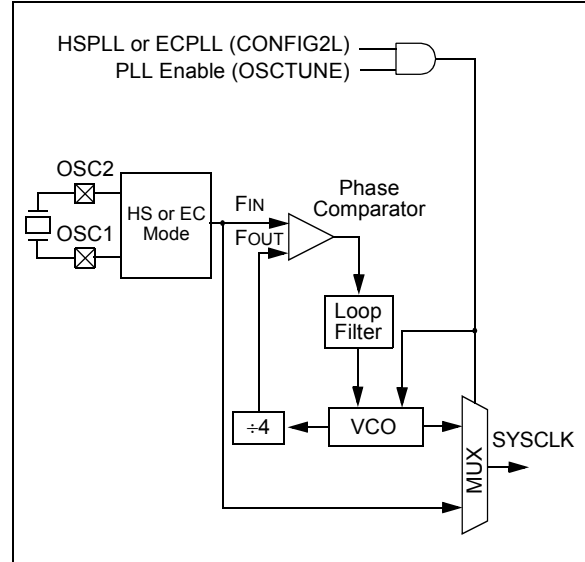 HSPLL or ECPLL (CONFIG2L)
PLL Enable (OSCTUNE)
OSC2
OSC1
HS or EC
Mode
FIN
FOUT
Phase
Comparator
Loop
Filter
÷4
VCO
MUX
SYSCLK